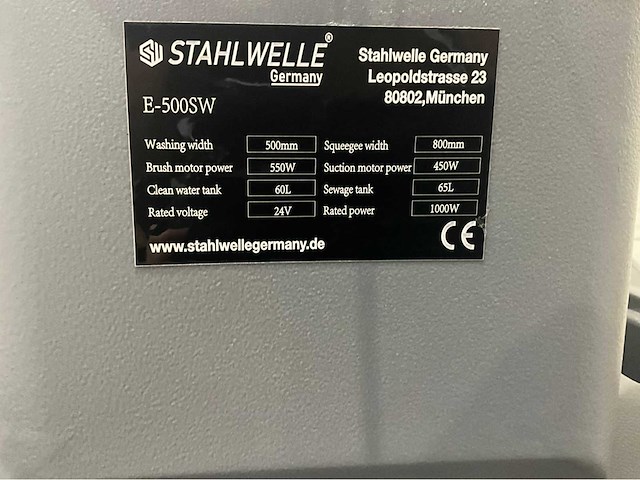 STAHLWELLE®
Germany
Stahlwelle Germany
Leopoldstrasse 23
80802,München
E-500SW
Washing width 500mm Squeegee width 800mm
Brush motor power 550W Suction motor power 450W
Clean water tank 60L Sewage tank 65L
Rated voltage 24V Rated power 1000W
www.stahlwellegermany.de
CE